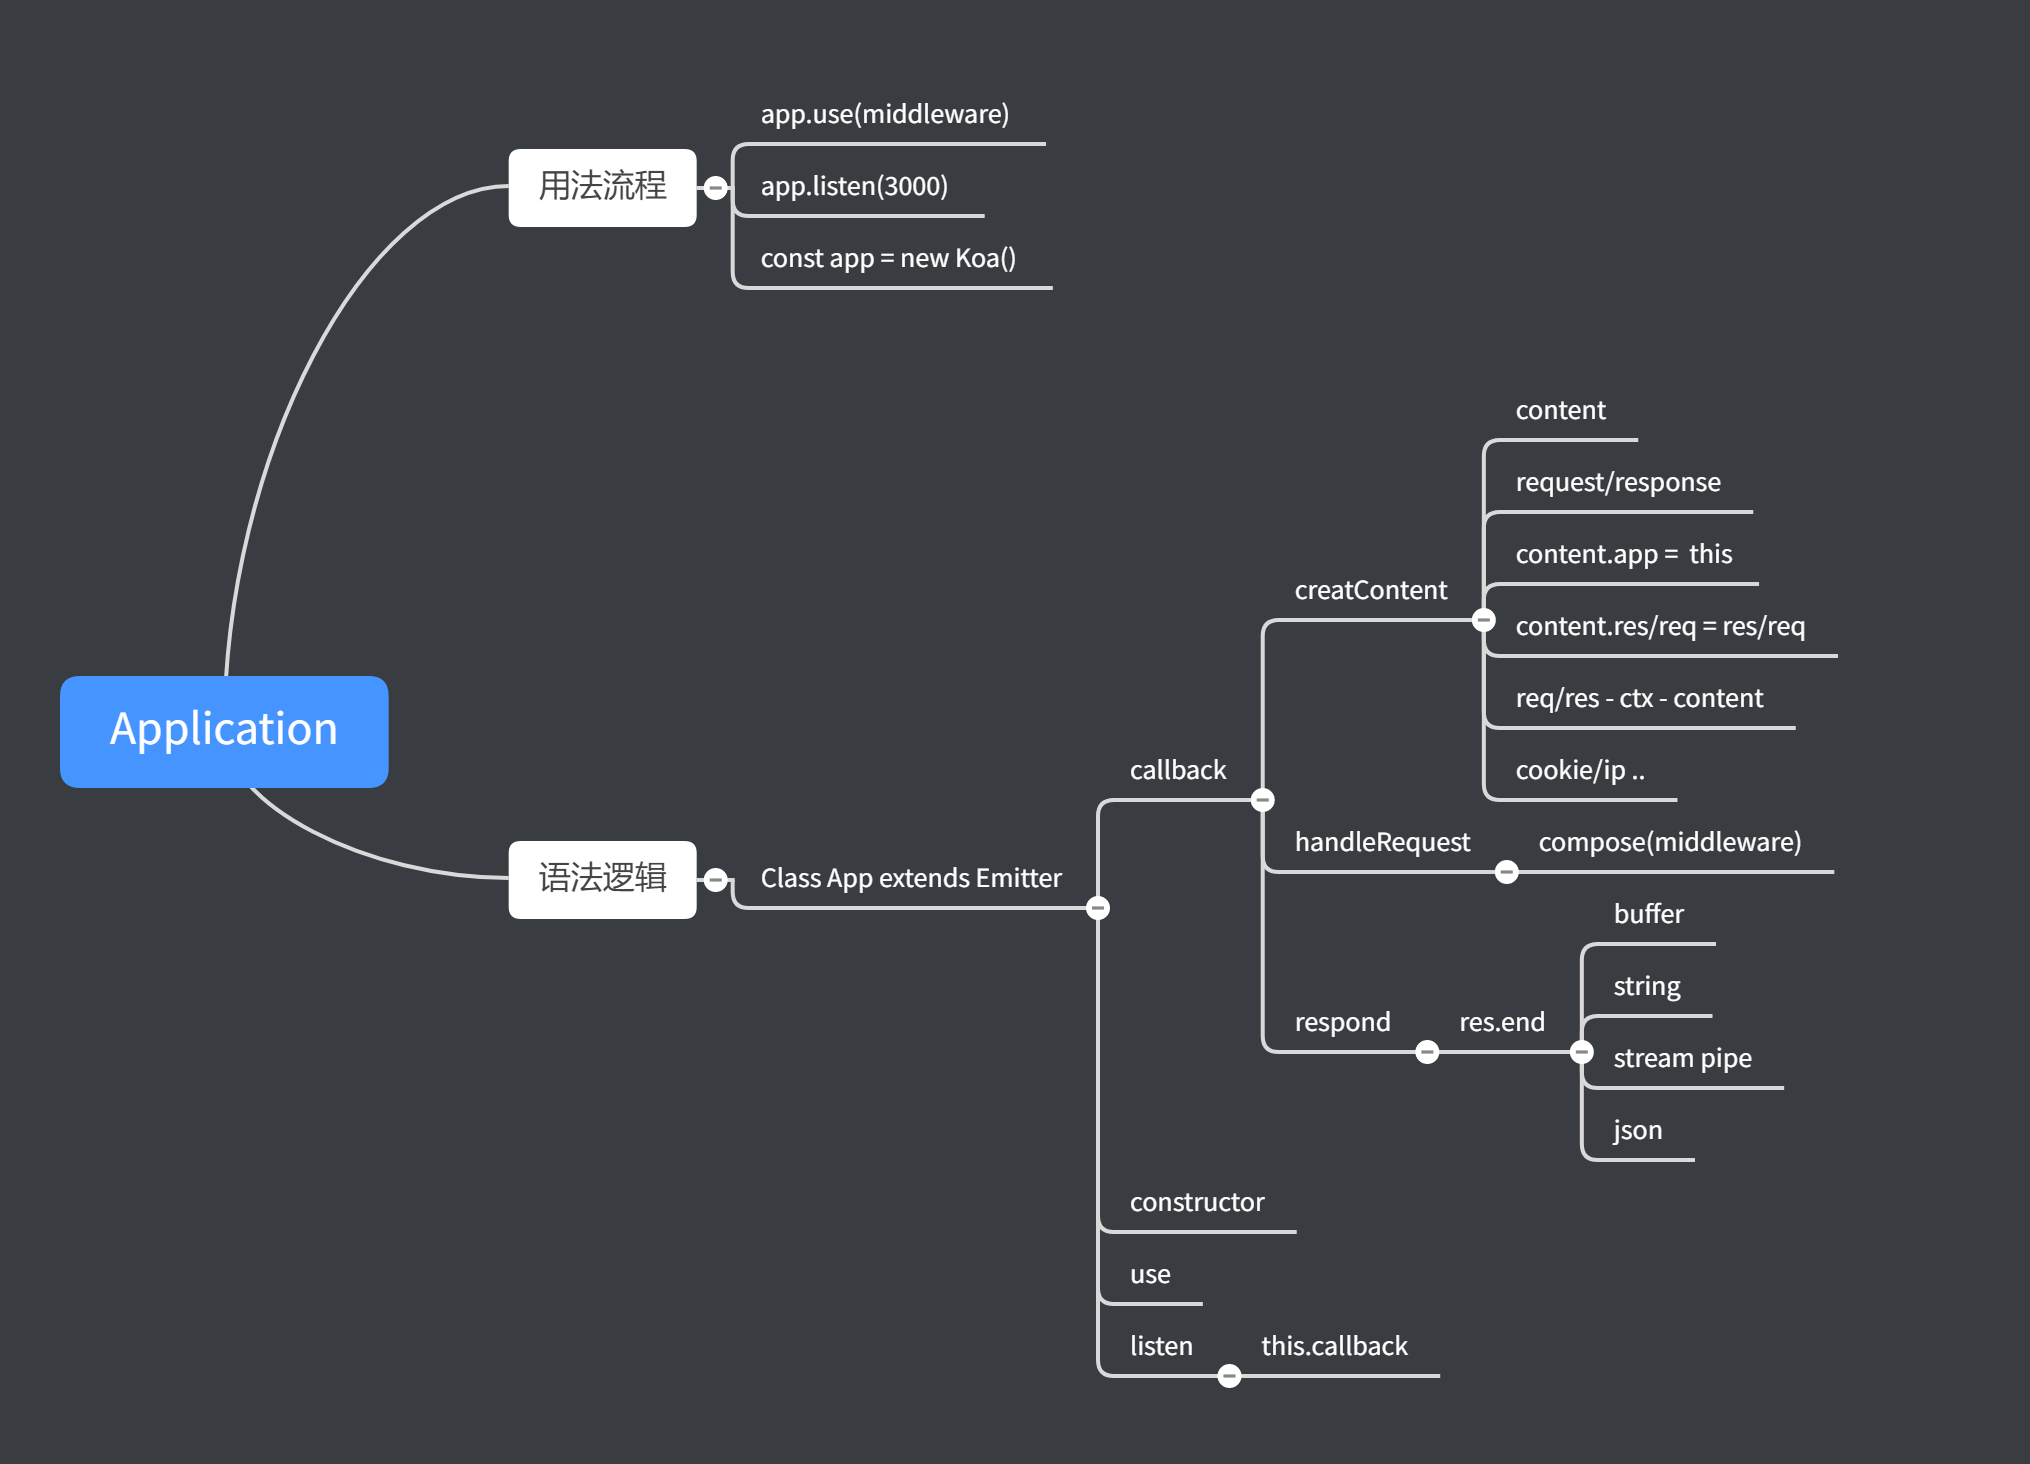 app.use(middleware)
用法流程
app.listen(3000)
const app = new Koa()
content
request/response
content.app = this
creatContent
content.res/req = res/req
req/res - ctx - content
Application
callback
cookie/ip ..
handleRequest
compose(middleware)
语法逻辑
Class App extends Emitter
buffer
string
respond
res.end
stream pipe
json
constructor
use
listen
this.callback